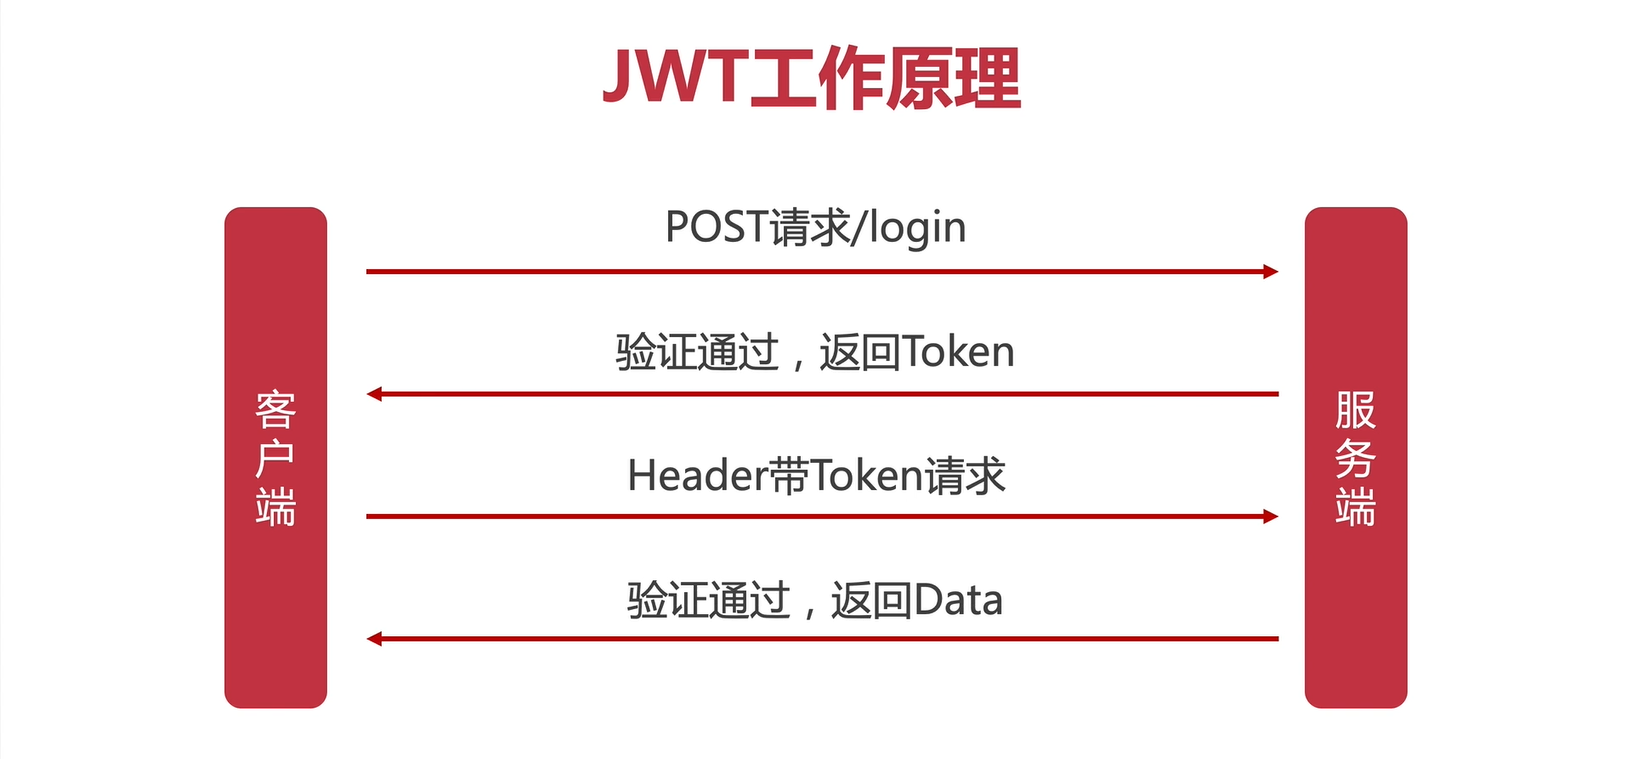 JWT工作原理
POST请求/login
验证通过，返回Token
Header带Token请求
验证通过，返回Data
客户端
服务端